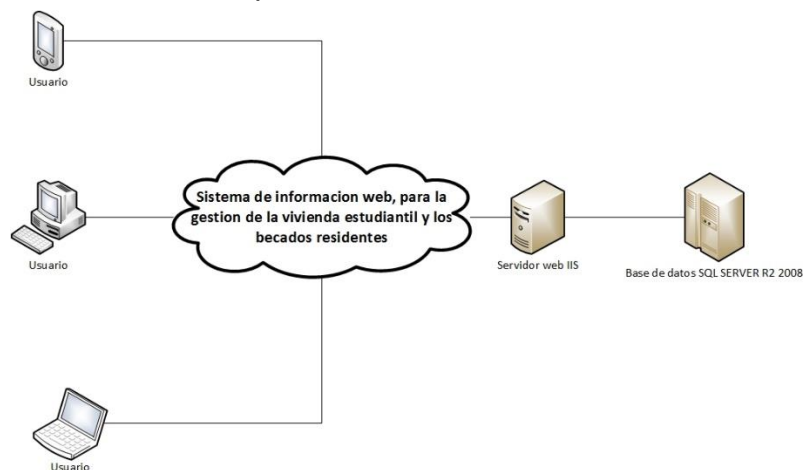 Usuario
Sistema de informacion web, para la
gestion de la vivienda estudiantil y los
becados residentes
Usuario
Servidor web IIS
Base de datos SQL SERVER R2 2008
Usuario